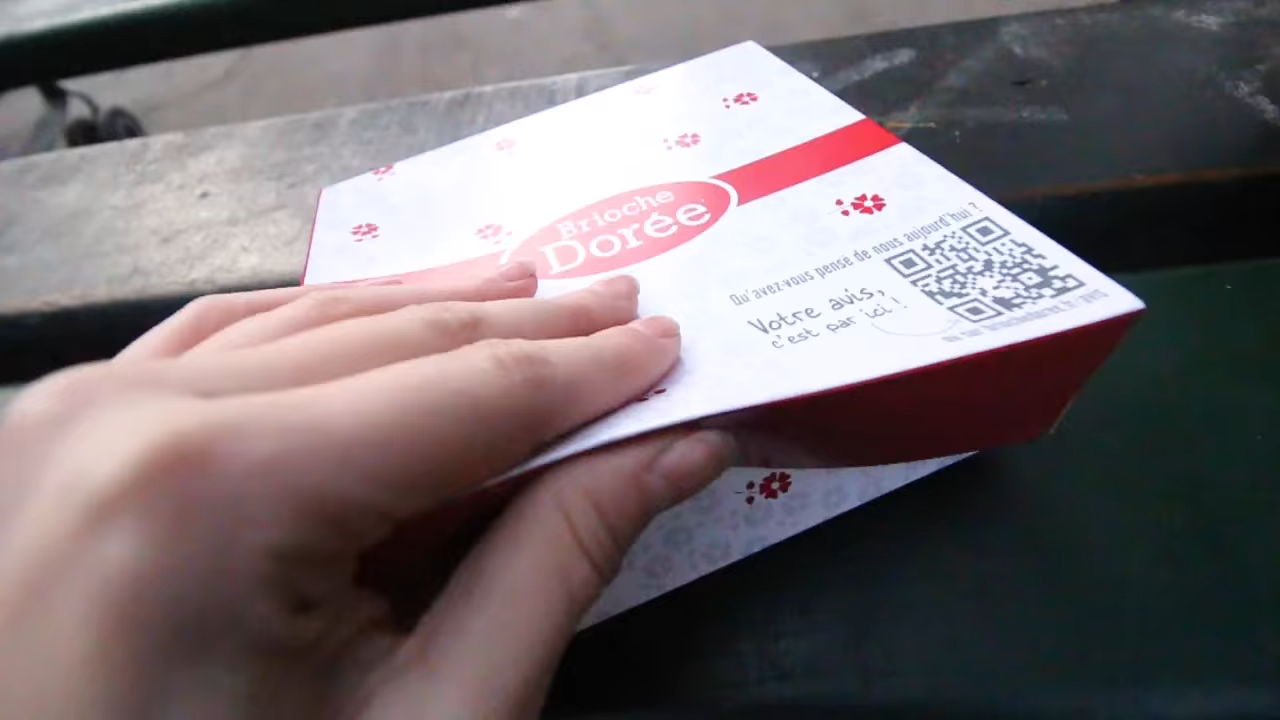 Brioche
Dorée
Qu'avez-vous pensé de nous aujourd'hui ?
Votre avis,
c'est par ici !